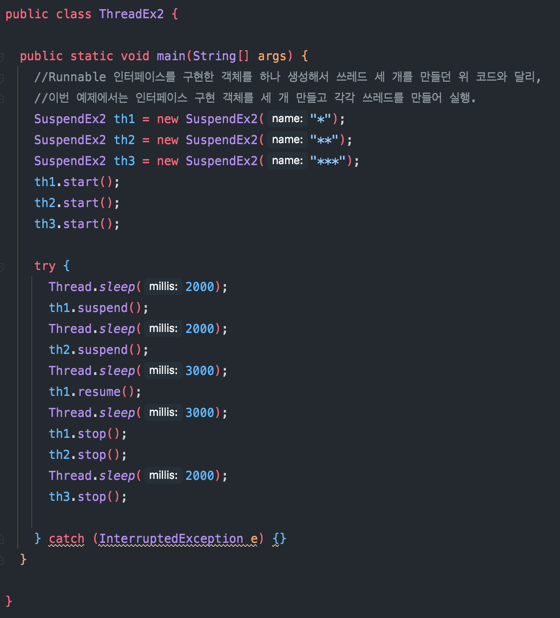 public class ThreadEx2 {
public static void main(String[] args) {
//Runnable 인터페이스를 구현한 객체를 하나 생성해서 쓰레드 세 개를 만들던 위 코드와 달리,
//이번 예제에서는 인터페이스 구현 객체를 세 개 만들고 각각 쓰레드를 만들어 실행.
SuspendEx2 th1 = new SuspendEx2( name: "*");
SuspendEx2 th2 = new SuspendEx2( name: "**");
SuspendEx2 th3 = new SuspendEx2( name: "***");
th1.start();
th2.start();
th3.start();
try {
Thread.sleep( millis: 2000);
th1.suspend();
Thread.sleep( millis: 2000);
th2.suspend();
Thread.sleep( millis: 3000);
th1.resume();
Thread.sleep( millis: 3000);
th1.stop();
th2.stop();
Thread.sleep( millis: 2000);
th3.stop();
} catch (InterruptedException e) {}
}
}